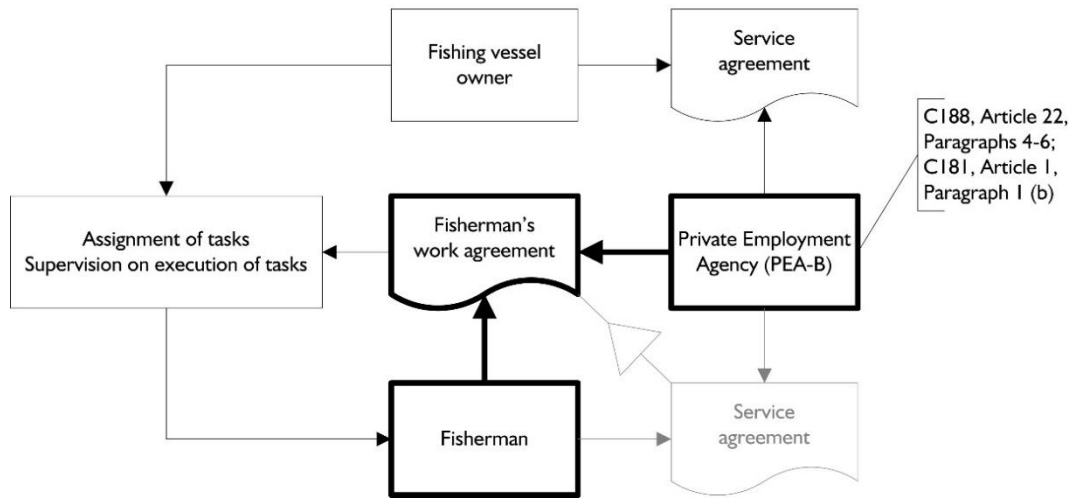 Fishing vessel
owner
Service
agreement
C188, Article 22,
Paragraphs 4-6;
C181, Article 1,
Paragraph 1 (b)
Assignment of tasks
Supervision on execution of tasks
Fisherman's
work agreement
Private Employment
Agency (PEA-B)
Fisherman
Service
agreement